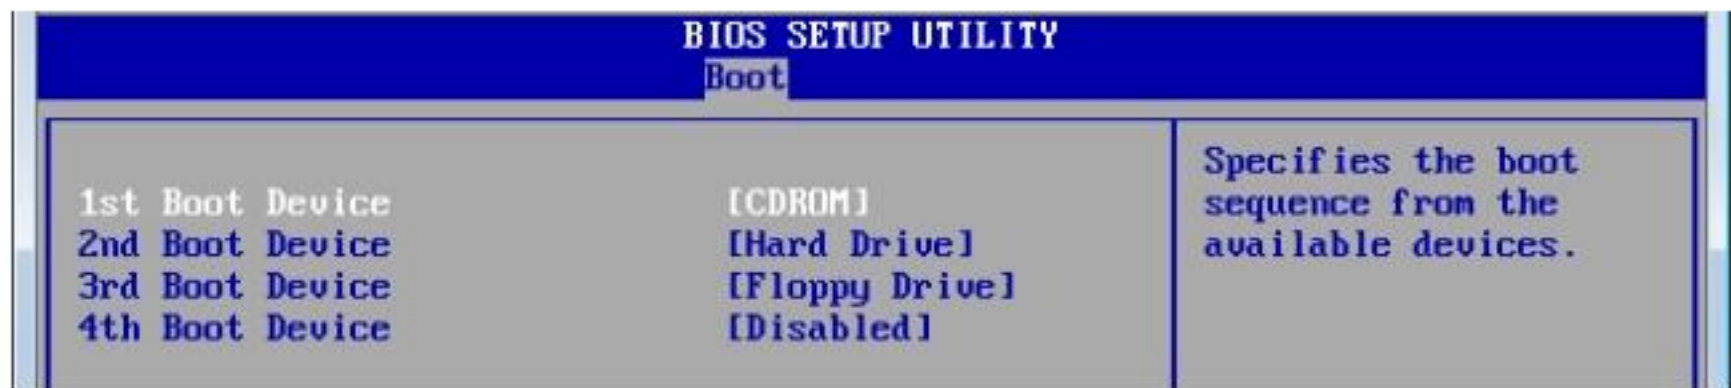 BIOS SETUP UTILITY
Boot
1st Boot Device [CDROM]
2nd Boot Device [Hard Drive]
3rd Boot Device [Floppy Drive]
4th Boot Device [Disabled]
Specifies the boot
sequence from the
available devices.